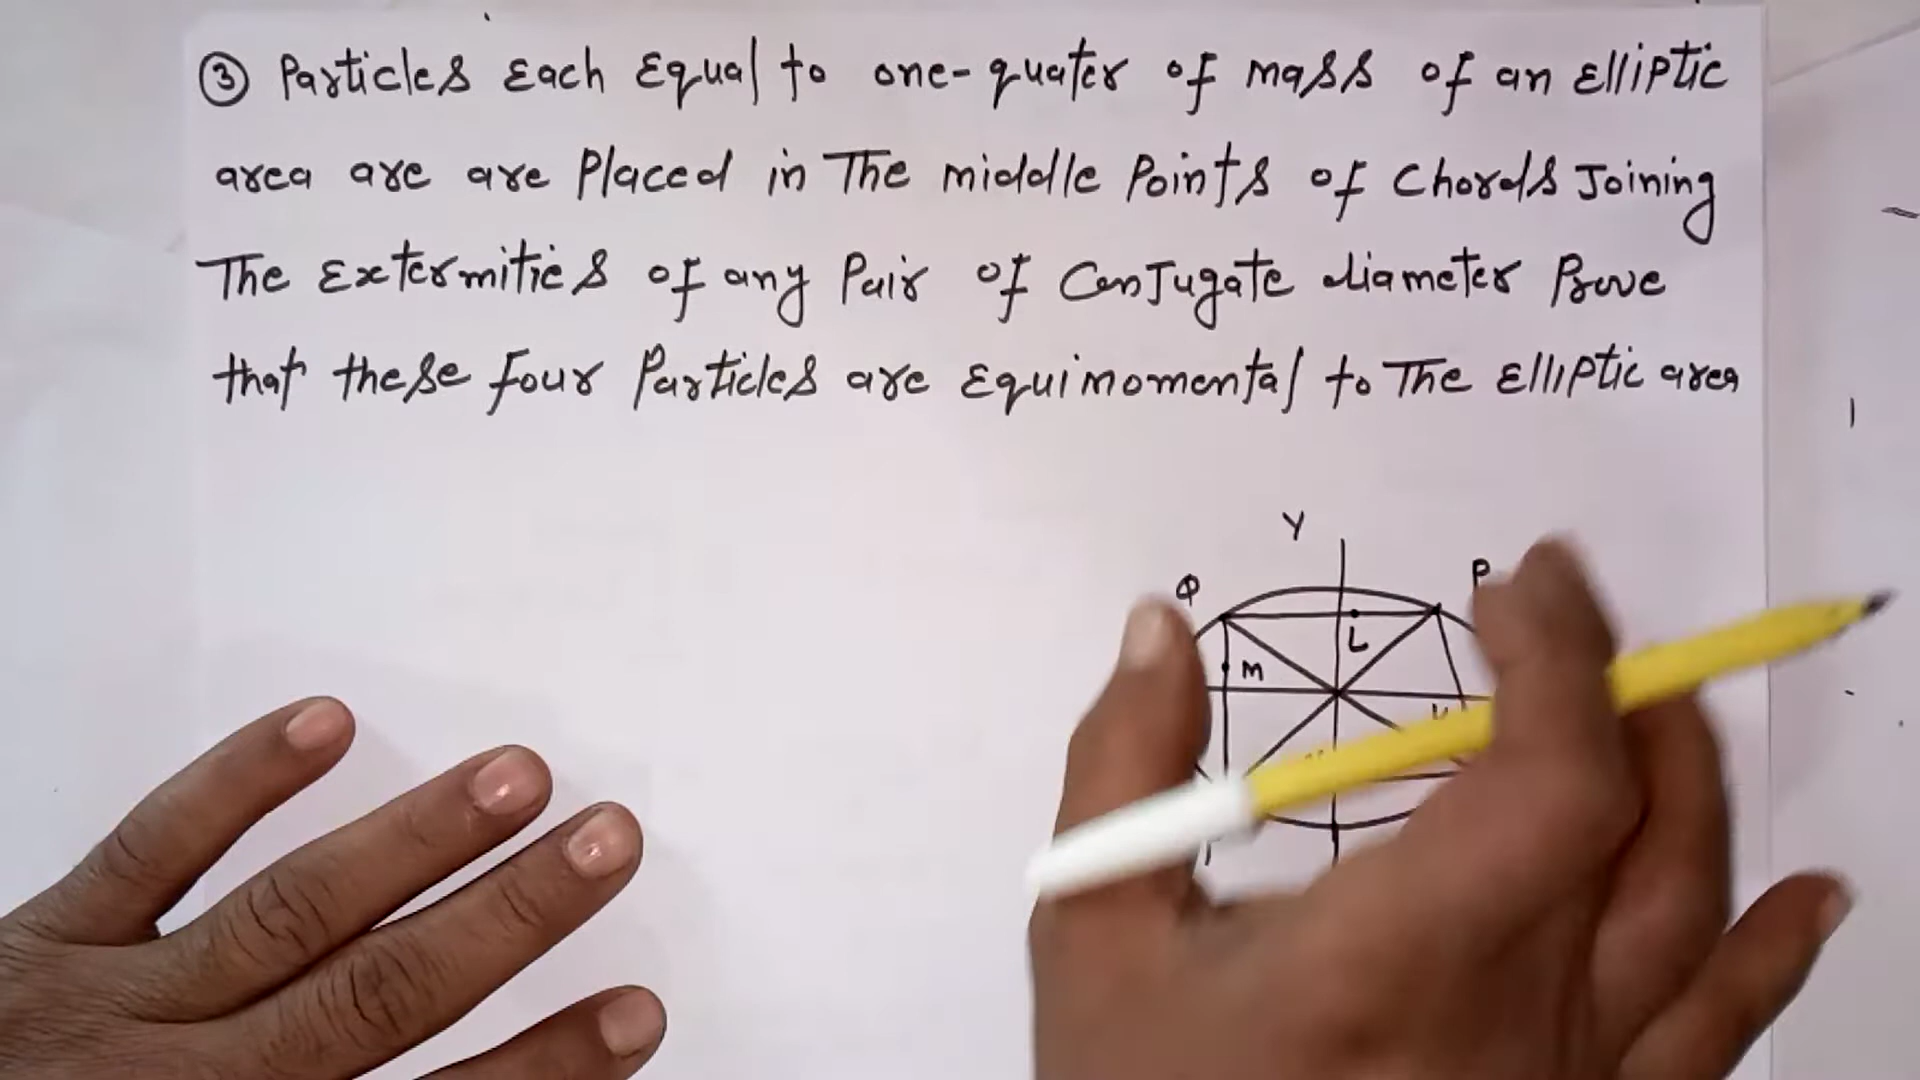 ③ Particles Each Equal to one-quater of mass of an Elliptic
area are are Placed in The middle Points of Chords Joining
The Extermities of any Pair of Conjugate diameter Prove
that these four Particles are Equimomental to The Elliptic area
Y
Q P
L
M